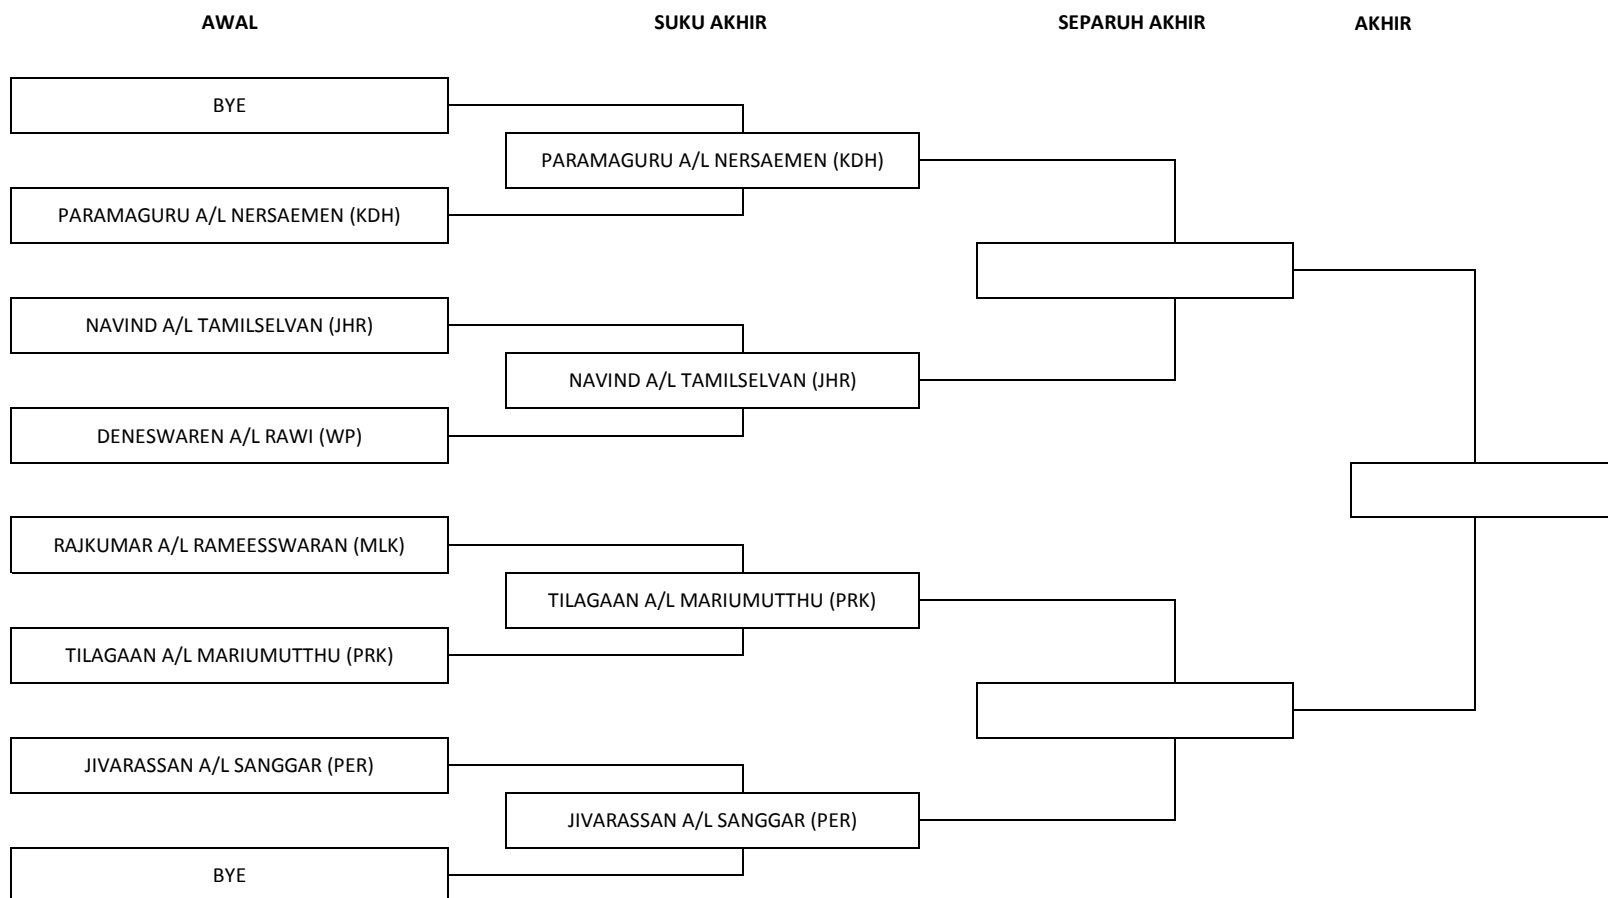 AWAL
SUKU AKHIR
SEPARUH AKHIR
AKHIR
BYE
PARAMAGURU A/L NERSAEMEN (KDH)
PARAMAGURU A/L NERSAEMEN (KDH)
NAVIND A/L TAMILSELVAN (JHR)
NAVIND A/L TAMILSELVAN (JHR)
DENESWAREN A/L RAWI (WP)
RAJKUMAR A/L RAMEESSWARAN (MLK)
TILAGAAN A/L MARIUMUTTHU (PRK)
TILAGAAN A/L MARIUMUTTHU (PRK)
JIVARASSAN A/L SANGGAR (PER)
JIVARASSAN A/L SANGGAR (PER)
BYE